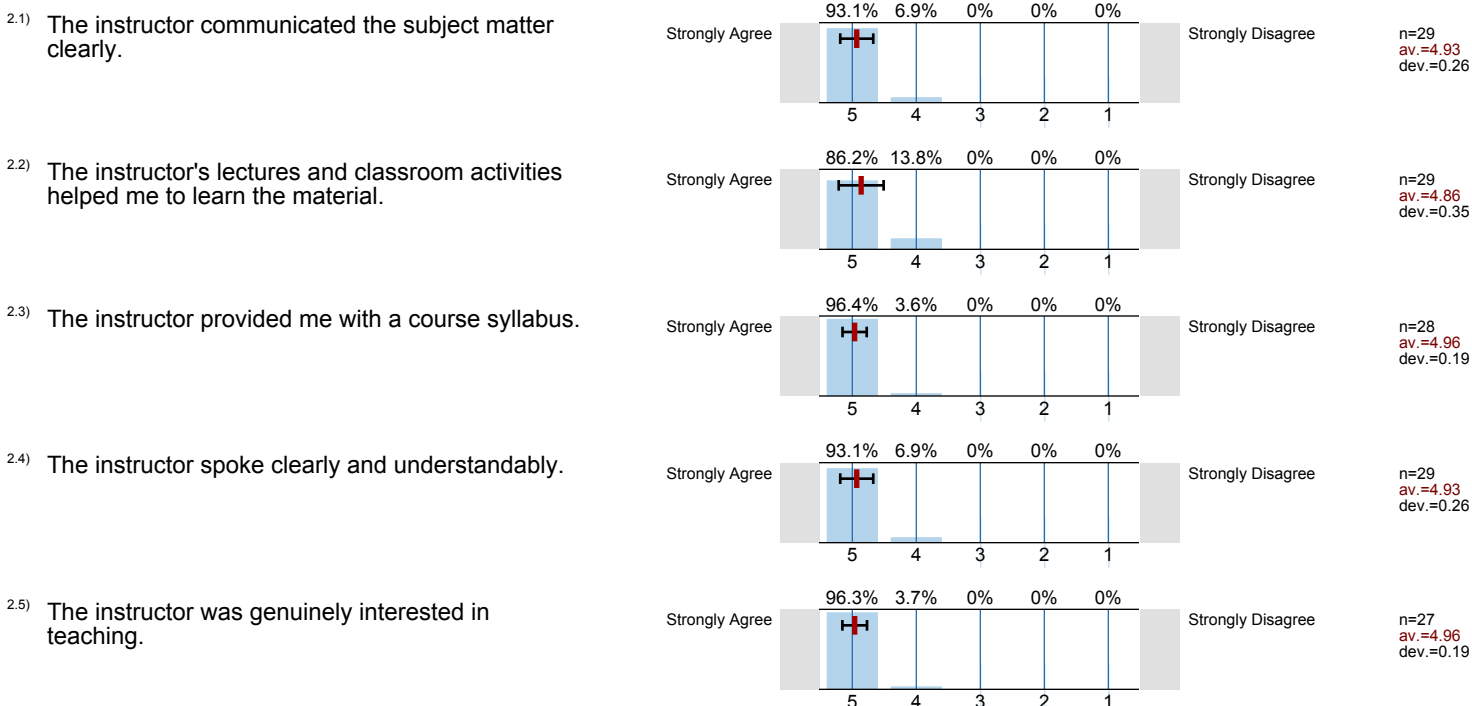 2.1) The instructor communicated the subject matter
clearly.
93.1% 6.9% 0% 0% 0%
Strongly Agree
Strongly Disagree
n=29
av.=4.93
dev.=0.26
5 4 3 2 1
2.2) The instructor's lectures and classroom activities
helped me to learn the material.
86.2% 13.8% 0% 0% 0%
Strongly Agree
Strongly Disagree
n=29
av.=4.86
dev.=0.35
5 4 3 2 1
2.3) The instructor provided me with a course syllabus.
96.4% 3.6% 0% 0% 0%
Strongly Agree
Strongly Disagree
n=28
av.=4.96
dev.=0.19
5 4 3 2 1
2.4) The instructor spoke clearly and understandably.
93.1% 6.9% 0% 0% 0%
Strongly Agree
Strongly Disagree
n=29
av.=4.93
dev.=0.26
5 4 3 2 1
2.5) The instructor was genuinely interested in
teaching.
96.3% 3.7% 0% 0% 0%
Strongly Agree
Strongly Disagree
n=27
av.=4.96
dev.=0.19
5 4 3 2 1